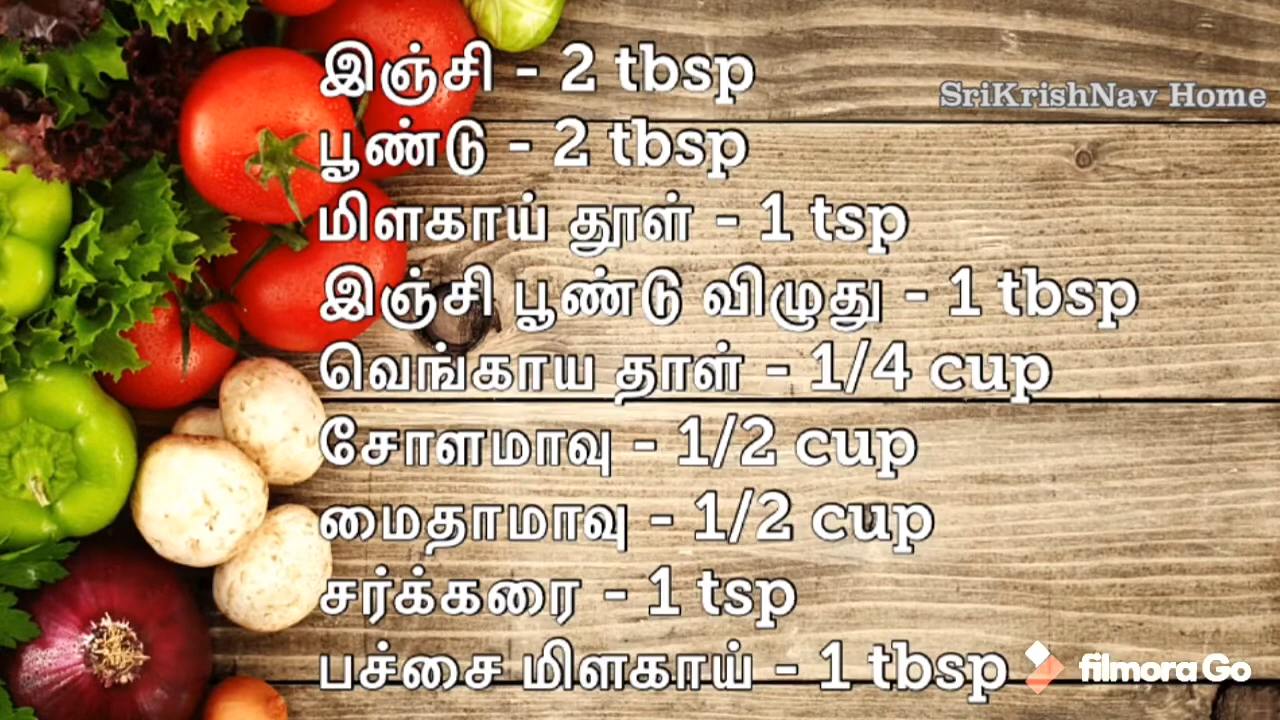 இஞ்சி - 2 tbsp
SriKrishNav Home
பூண்டு - 2 tbsp
மிளகாய் தூள் - 1 tsp
இஞ்சி பூண்டு விழுது - 1 tbsp
வெங்காய தாள் - 1/4 cup
சோளமாவு - 1/2 cup
மைதாமாவு - 1/2 cup
சர்க்கரை - 1 tsp
பச்சை மிளகாய் - 1 tbsp
filmora Go